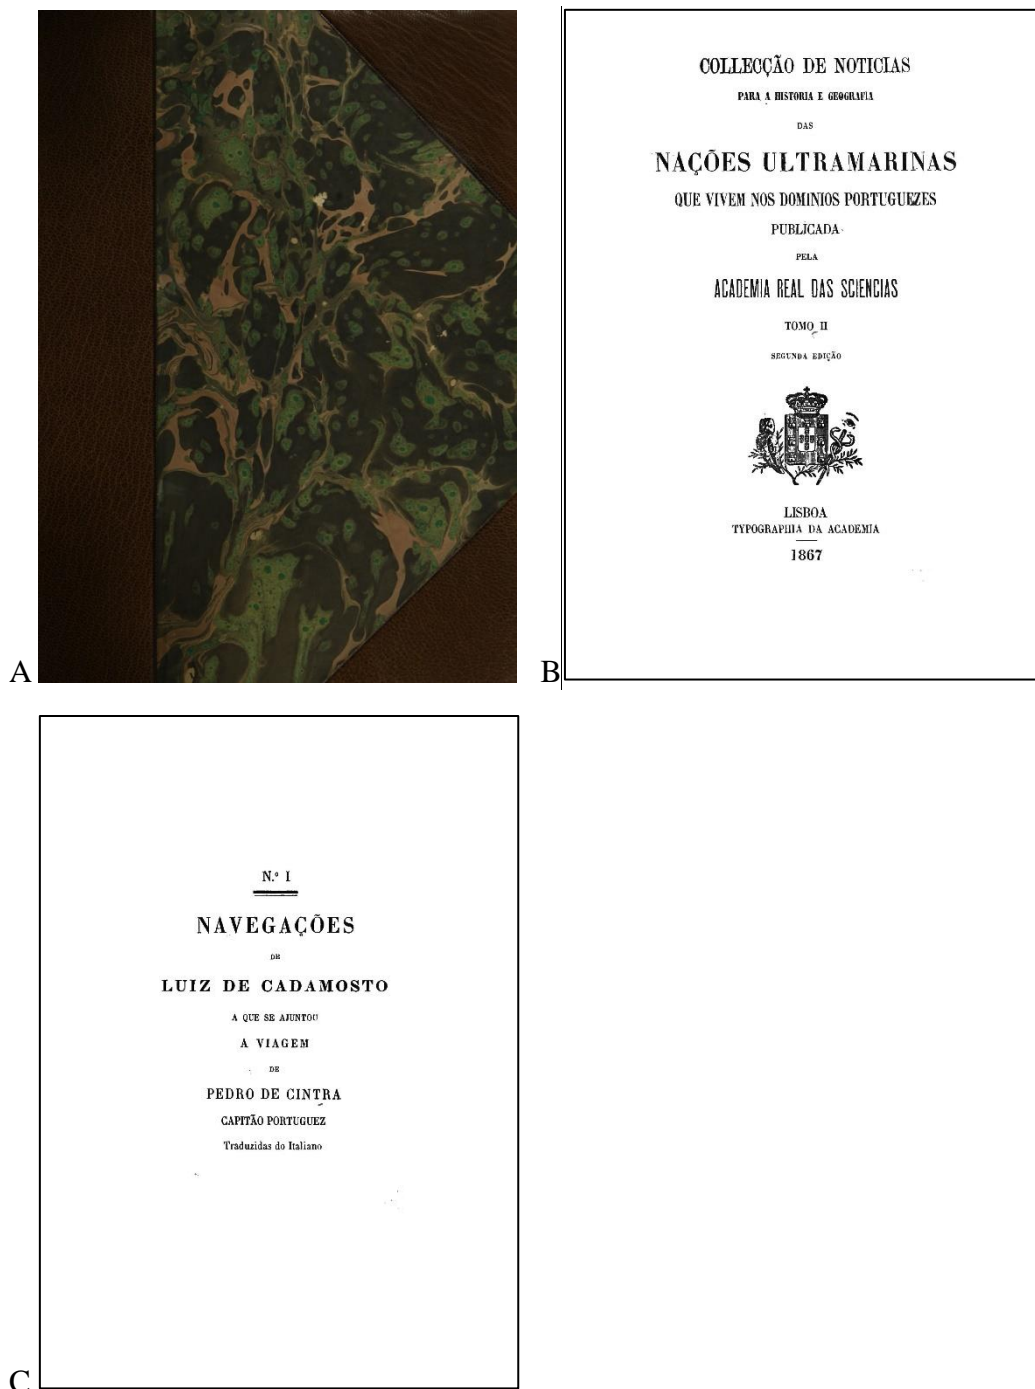 A
B
COLLECÇÃO DE NOTICIAS
PARA A HISTORIA E GEOGRAFIA
DAS
NAÇÕES ULTRAMARINAS
QUE VIVEM NOS DOMINIOS PORTUGUEZES
PUBLICADA
PELA
ACADEMIA REAL DAS SCIENCIAS
TOMO II
SEGUNDA EDIÇÃO
LISBOA
TYPOGRAPHIA DA ACADEMIA
1867
C
N.º I
NAVEGAÇÕES
DE
LUIZ DE CADAMOSTO
A QUE SE AJUNTOU
A VIAGEM
DE
PEDRO DE CINTRA
CAPITÃO PORTUGUEZ
Traduzidas do Italiano